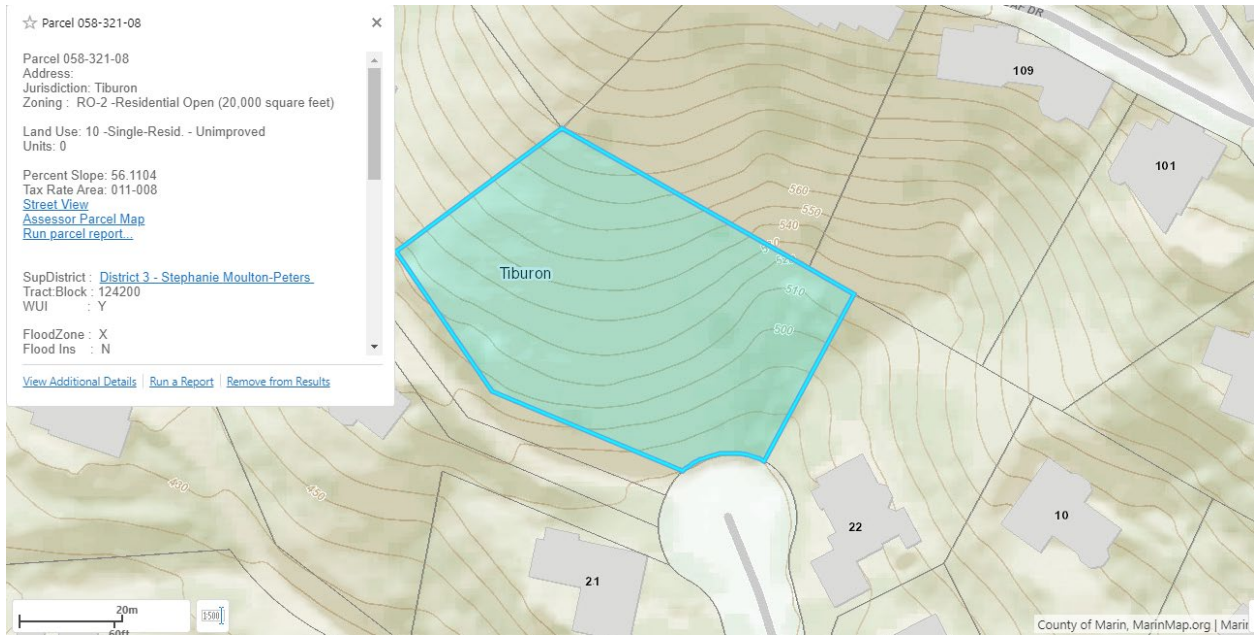 Parcel 058-321-08
Parcel 058-321-08
Address:
Jurisdiction: Tiburon
Zoning : RO-2 -Residential Open (20,000 square feet)
Land Use: 10 -Single-Resid. - Unimproved
Units: 0
Percent Slope: 56.1104
Tax Rate Area: 011-008
Street View
Assessor Parcel Map
Run parcel report...
SupDistrict : District 3 - Stephanie Moulton-Peters
Tract:Block : 124200
WUI : Y
FloodZone : X
Flood Ins : N
View Additional Details Run a Report Remove from Results
DR
109
101
560
550
540
Tiburon
510
500
450
22
10
21
20m
60ft
1:500
County of Marin, MarinMap.org | Marin